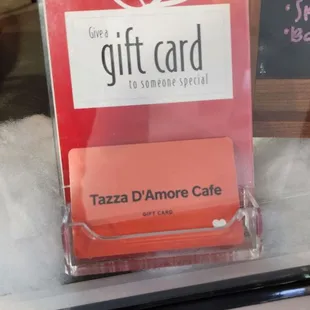 Give a
gift card
to someone special
Tazza D'Amore Cafe
GIFT CARD